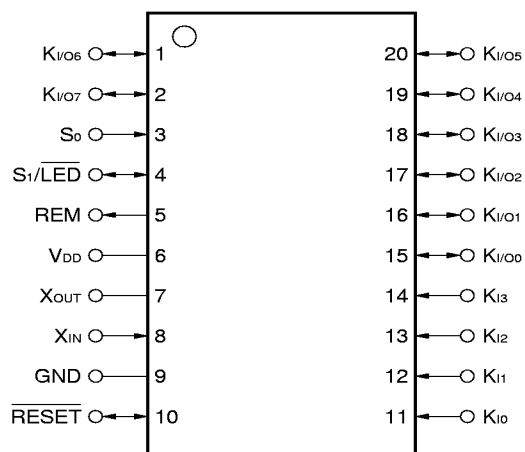 KI/O6 1 20 KI/O5
KI/O7 2 19 KI/O4
S0 3 18 KI/O3
S1/LED 4 17 KI/O2
REM 5 16 KI/O1
VDD 6 15 KI/O0
XOUT 7 14 KI3
XIN 8 13 KI2
GND 9 12 KI1
RESET 10 11 KI0